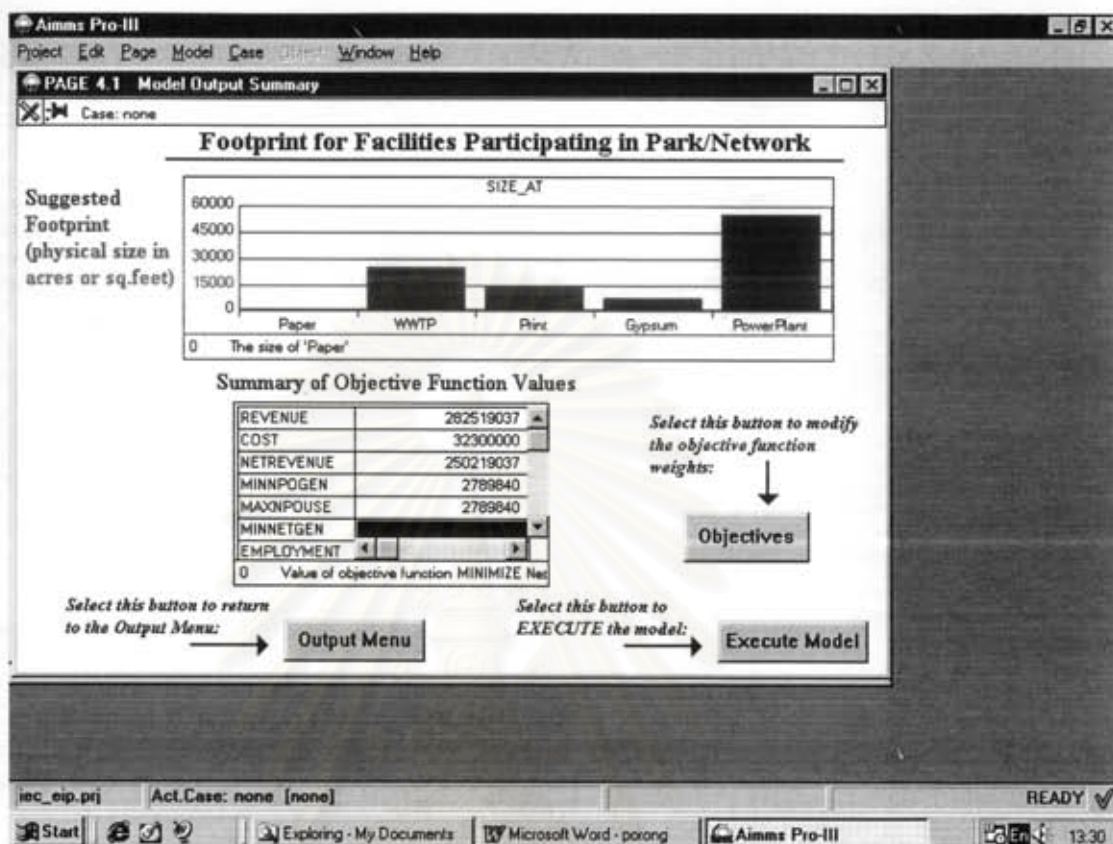 Aimms Pro-III
Project Edit Page Model Case Object Window Help
PAGE 4.1 Model Output Summary
Case: none
Footprint for Facilities Participating in Park/Network
Suggested
Footprint
(physical size in
acres or sq.feet)
SIZE_AT
60000
45000
30000
15000
0
Paper WWTP Print Gypsum PowerPlant
0 The size of 'Paper'
Summary of Objective Function Values
REVENUE 282519037
COST 32300000
NETREVENUE 250219037
MINNPOGEN 2789840
MAXNPOUSE 2789840
MINNETGEN
EMPLOYMENT
0 Value of objective function MINIMIZE Net
Select this button to modify
the objective function
weights:
Objectives
Select this button to return
to the Output Menu:
Output Menu
Select this button to
EXECUTE the model:
Execute Model
iec_eip.prj Act.Case: none [none] READY
Start Exploring - My Documents Microsoft Word - porong Aimms Pro-III En 13:30